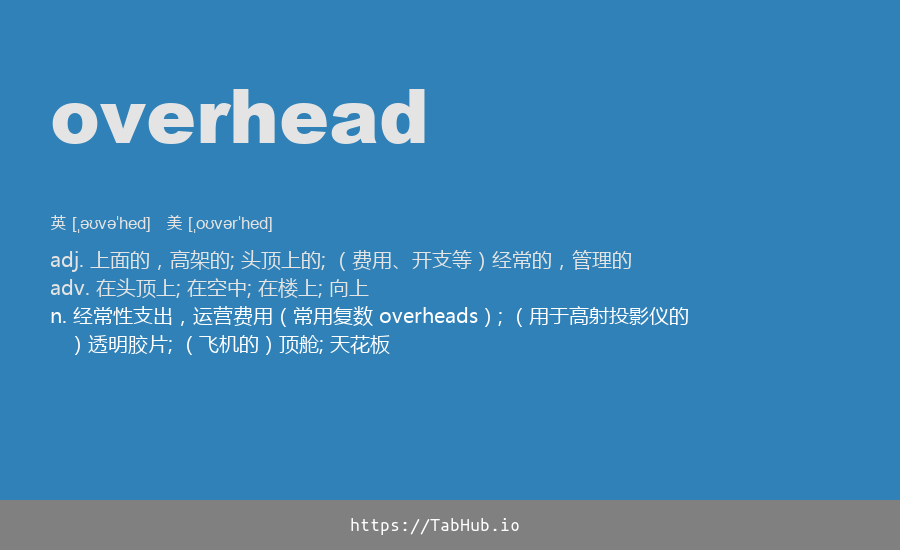 overhead
英 [ˌəʊvəˈhed] 美 [ˌoʊvərˈhed]
adj. 上面的，高架的; 头顶上的; （费用、开支等）经常的，管理的
adv. 在头顶上; 在空中; 在楼上; 向上
n. 经常性支出，运营费用（常用复数 overheads）; （用于高射投影仪的
）透明胶片; （飞机的）顶舱; 天花板
https://TabHub.io